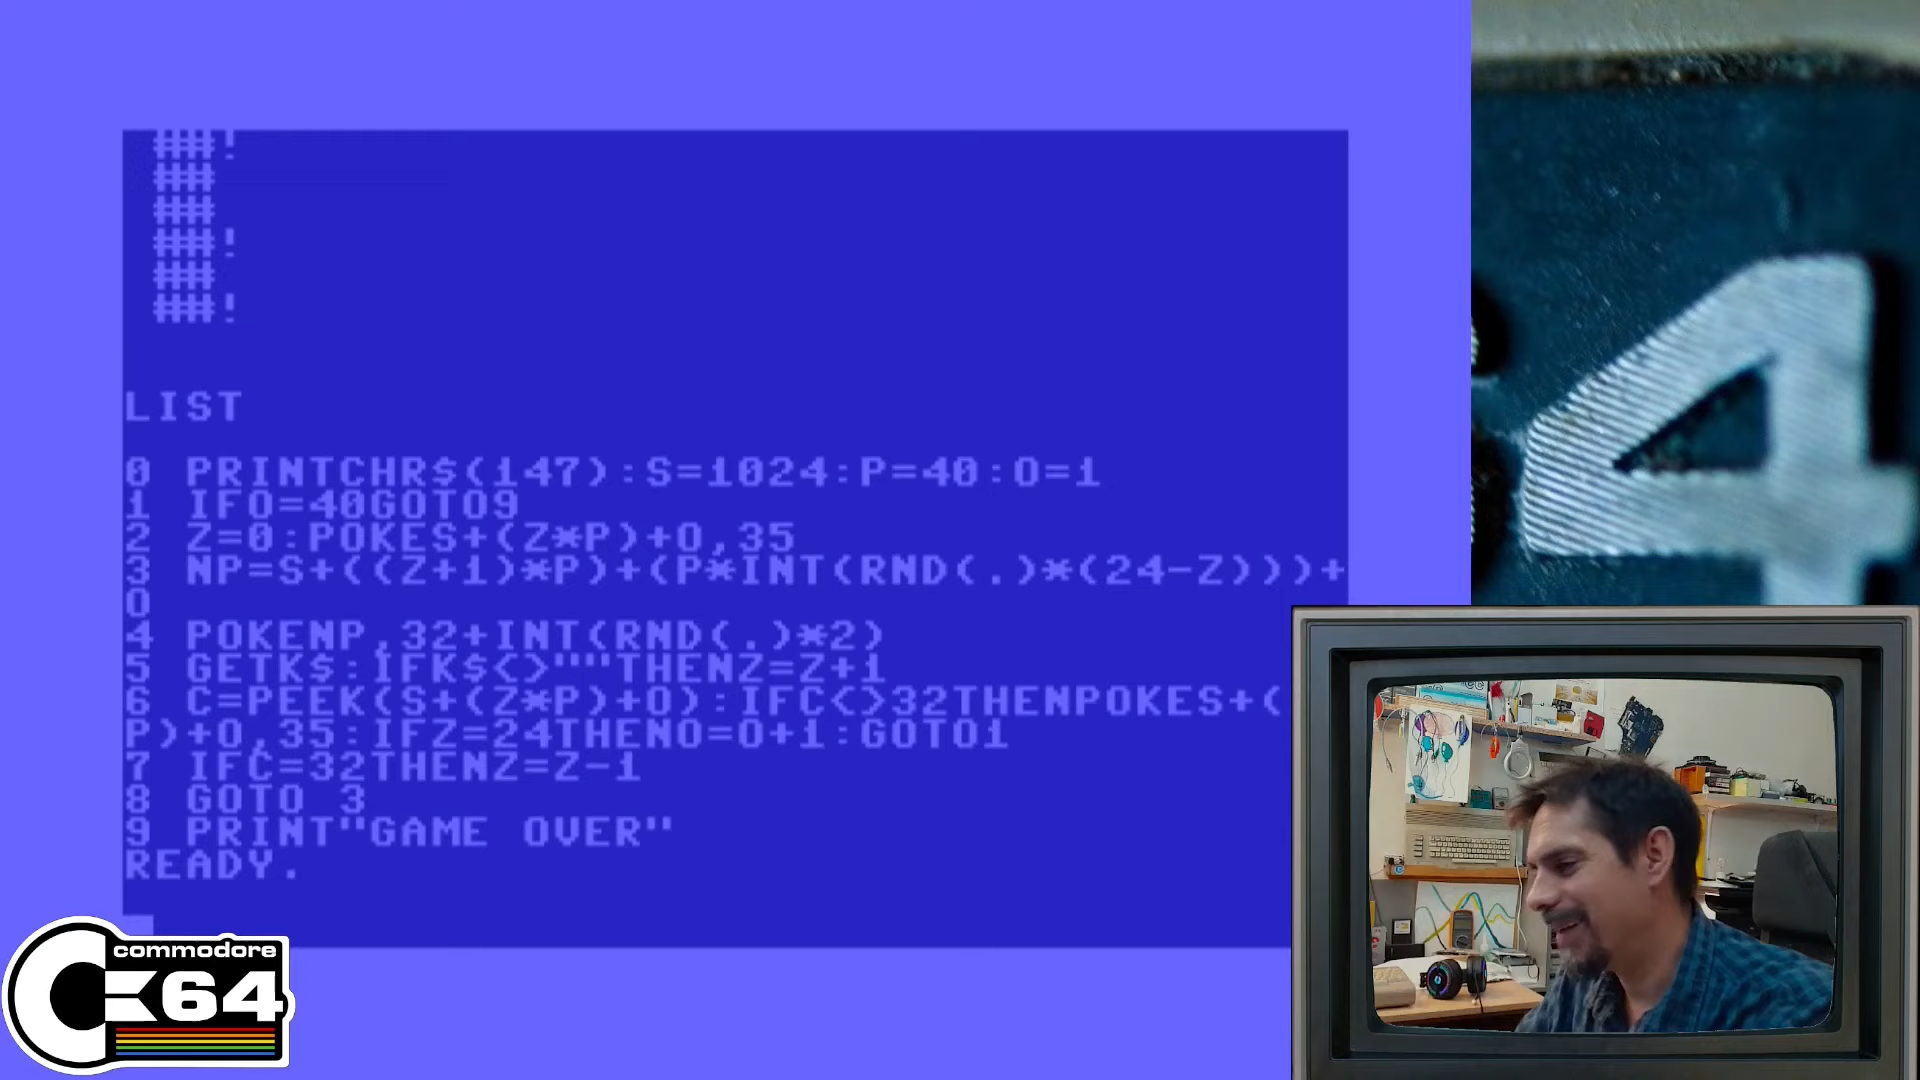 ##!
##
##
##!
##
##!
LIST
0 PRINTCHR$(147):S=1024:P=40:O=1
1 IFO=40GOTO9
2 Z=0:POKES+(Z*P)+O,35
3 NP=S+((Z+1)*P)+(P*INT(RND(.)*(24-Z)))+
O
4 POKENP,32+INT(RND(.)*2)
5 GETK$:IFK$<>""THENZ=Z+1
6 C=PEEK(S+(Z*P)+O):IFC<>32THENPOKES+(
P)+O,35:IFZ=24THENO=O+1:GOTO1
7 IFC=32THENZ=Z-1
8 GOTO 3
9 PRINT"GAME OVER"
READY.
4
commodore
64